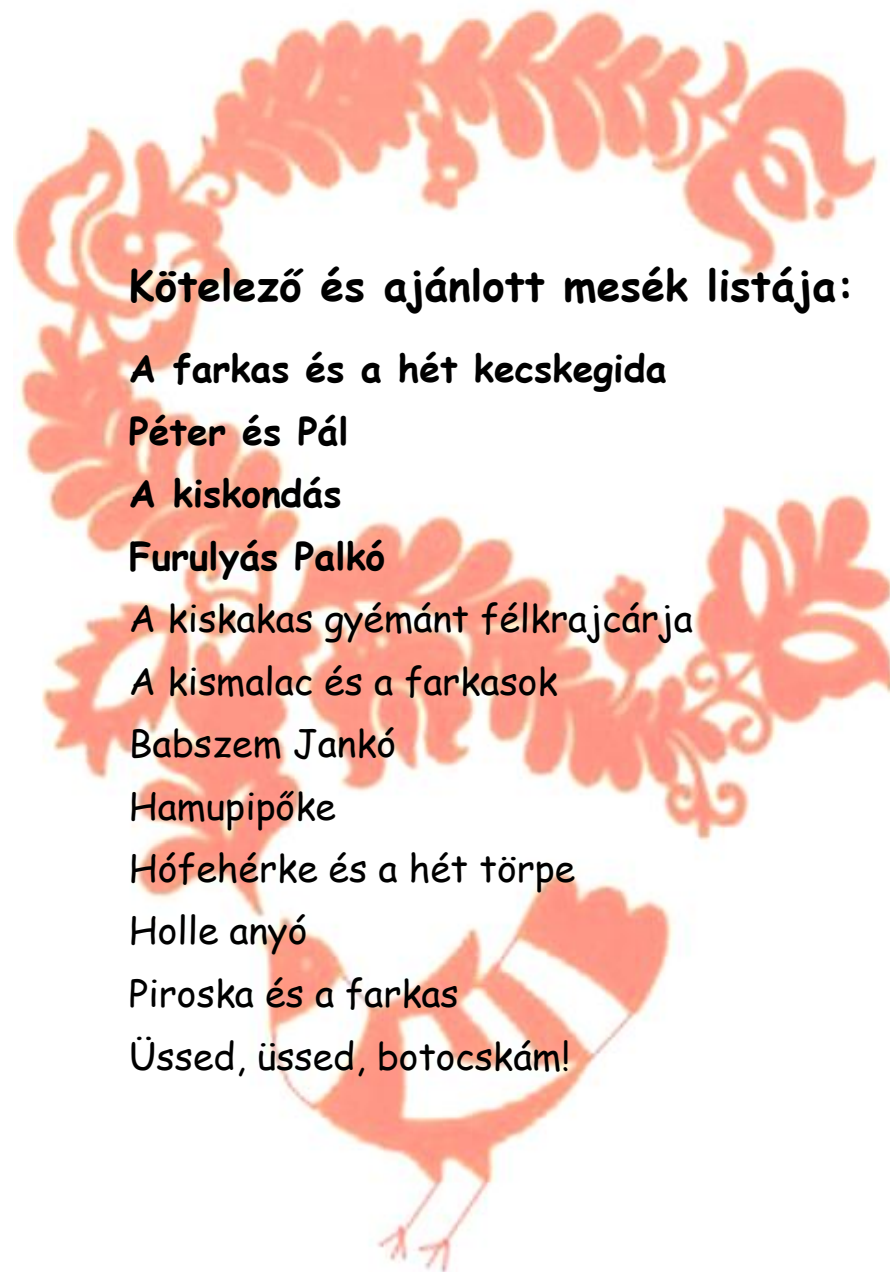 Kötelező és ajánlott mesék listája:
A farkas és a hét kecskegida
Péter és Pál
A kiskondás
Furulyás Palkó
A kiskakas gyémánt félkrajcárja
A kismalac és a farkasok
Babszem Jankó
Hamupipőke
Hófehérke és a hét törpe
Holle anyó
Piroska és a farkas
Üssed, üssed, botocskám!